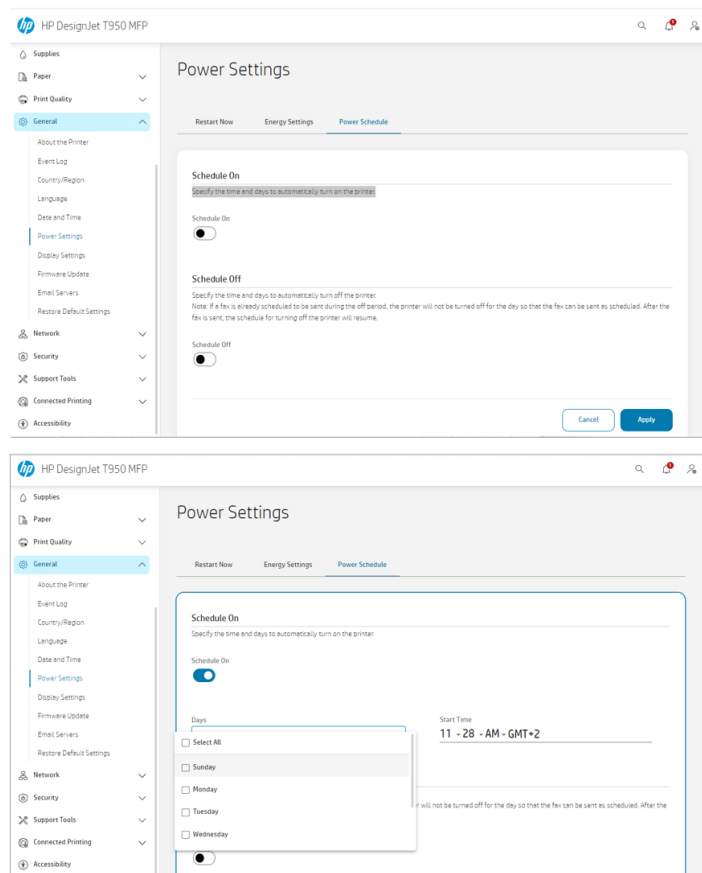 hp HP DesignJet T950 MFP
Supplies
Paper
Print Quality
General
About the Printer
Event Log
Country/Region
Language
Date and Time
Power Settings
Display Settings
Firmware Update
Email Servers
Restore Default Settings
Network
Security
Support Tools
Connected Printing
Accessibility
Power Settings
Restart Now Energy Settings Power Schedule
Schedule On
Specify the time and days to automatically turn on the printer.
Schedule On
Schedule Off
Specify the time and days to automatically turn off the printer.
Note: If a fax is already scheduled to be sent during the off period, the printer will not be turned off for the day so that the fax can be sent as scheduled. After the
fax is sent, the schedule for turning off the printer will resume.
Schedule Off
Cancel Apply
hp HP DesignJet T950 MFP
Supplies
Paper
Print Quality
General
About the Printer
Event Log
Country/Region
Language
Date and Time
Power Settings
Display Settings
Firmware Update
Email Servers
Restore Default Settings
Network
Security
Support Tools
Connected Printing
Accessibility
Power Settings
Restart Now Energy Settings Power Schedule
Schedule On
Specify the time and days to automatically turn on the printer.
Schedule On
Days
Select All
Sunday
Monday
Tuesday
Wednesday
Start Time
11 - 28 - AM - GMT+2
will not be turned off for the day so that the fax can be sent as scheduled. After the